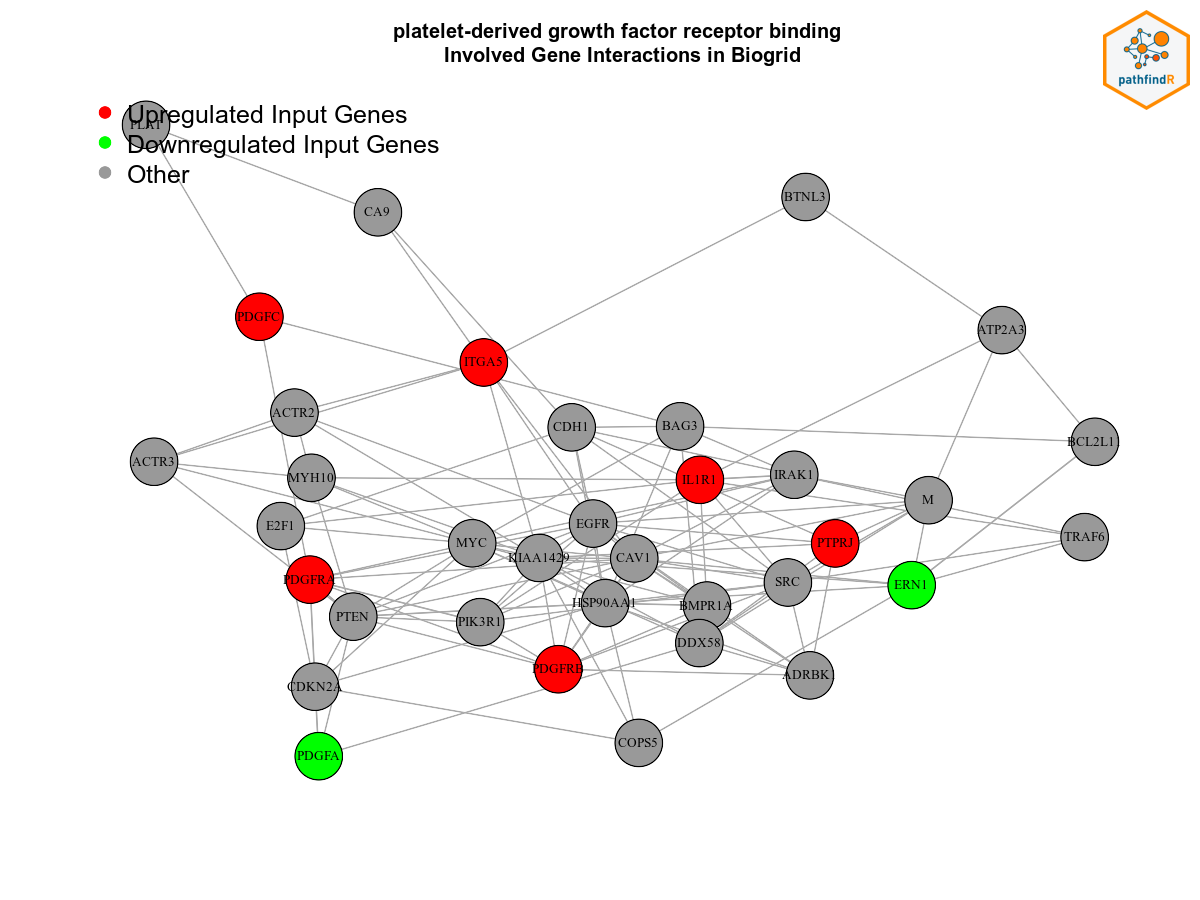 platelet-derived growth factor receptor binding
Involved Gene Interactions in Biogrid
pathfindR
Upregulated Input Genes
PLAT
Downregulated Input Genes
Other
CA9
BTNL3
PDGFC
ATP2A3
ITGA5
ACTR2
CDH1
BAG3
BCL2L1
ACTR3
MYH10
IL1R1
IRAK1
M
E2F1
EGFR
MYC
KIAA1429
CAV1
PTPRJ
TRAF6
PDGFRA
SRC
ERN1
PTEN
PIK3R1
HSP90AA1
BMPR1A
DDX58
PDGFRB
ADRBK1
CDKN2A
COPS5
PDGFA